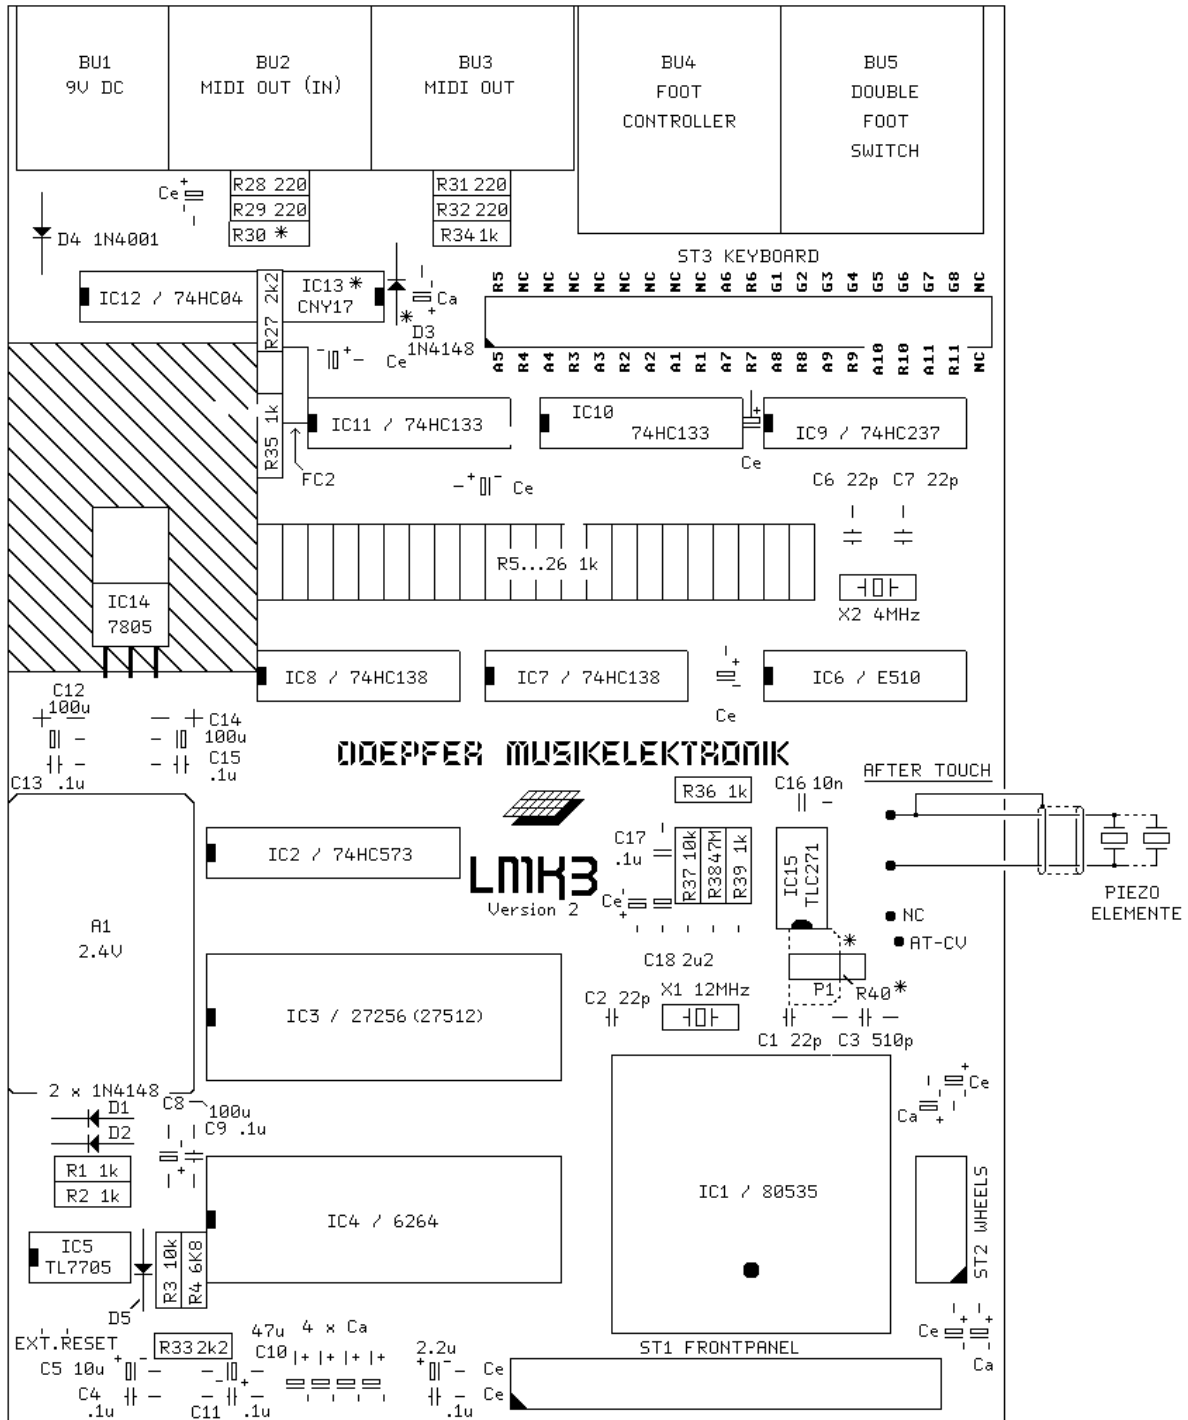 BU1
9V DC
BU2
MIDI OUT (IN)
BU3
MIDI OUT
BU4
FOOT
CONTROLLER
BU5
DOUBLE
FOOT
SWITCH
Ce
R28 220
R29 220
R30 *
R31 220
R32 220
R34 1k
D4 1N4001
ST3 KEYBOARD
R5 NC NC NC NC NC NC NC NC A6 R6 G1 G2 G3 G4 G5 G6 G7 G8 NC
IC12 / 74HC04
R27 2k2
IC13 *
CNY17
Ca
* D3
1N4148
A5 R4 A4 R3 A3 R2 A2 A1 R1 A7 R7 A8 R8 A9 R9 A10 R10 A11 R11 NC
Ce
R35 1k
IC11 / 74HC133
IC10
74HC133
IC9 / 74HC237
Ce
FC2
Ce
C6 22p C7 22p
R5...26 1k
X2 4MHz
IC14
7805
IC8 / 74HC138
IC7 / 74HC138
IC6 / E510
Ce
C12
100u
C14
100u
C15
.1u
C13 .1u
DOEPFER MUSIKELEKTRONIK
AFTER TOUCH
R36 1k
C16 10n
IC2 / 74HC573
LMK3
Version 2
C17
.1u
R37 10k
R38 47M
R39 1k
IC15
TLC271
Ce
PIEZO
ELEMENTE
NC
AT-CV
A1
2.4V
C18 2u2
*
P1
R40 *
IC3 / 27256 (27512)
C2 22p
X1 12MHz
C1 22p
C3 510p
2 x 1N4148
D1
D2
C8
100u
C9 .1u
Ce
Ca
R1 1k
R2 1k
IC4 / 6264
IC1 / 80535
ST2 WHEELS
IC5
TL7705
R3 10k
R4 6K8
D5
EXT.RESET
R33 2k2
47u
C10
4 x Ca
2.2u
ST1 FRONTPANEL
Ce
Ca
C5 10u
C4
.1u
C11
.1u
.1u
Ce
Ce